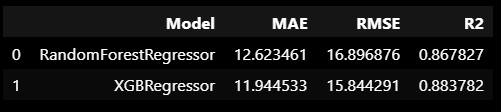 Model MAE RMSE R2
0 RandomForestRegressor 12.623461 16.896876 0.867827
1 XGBRegressor 11.944533 15.844291 0.883782